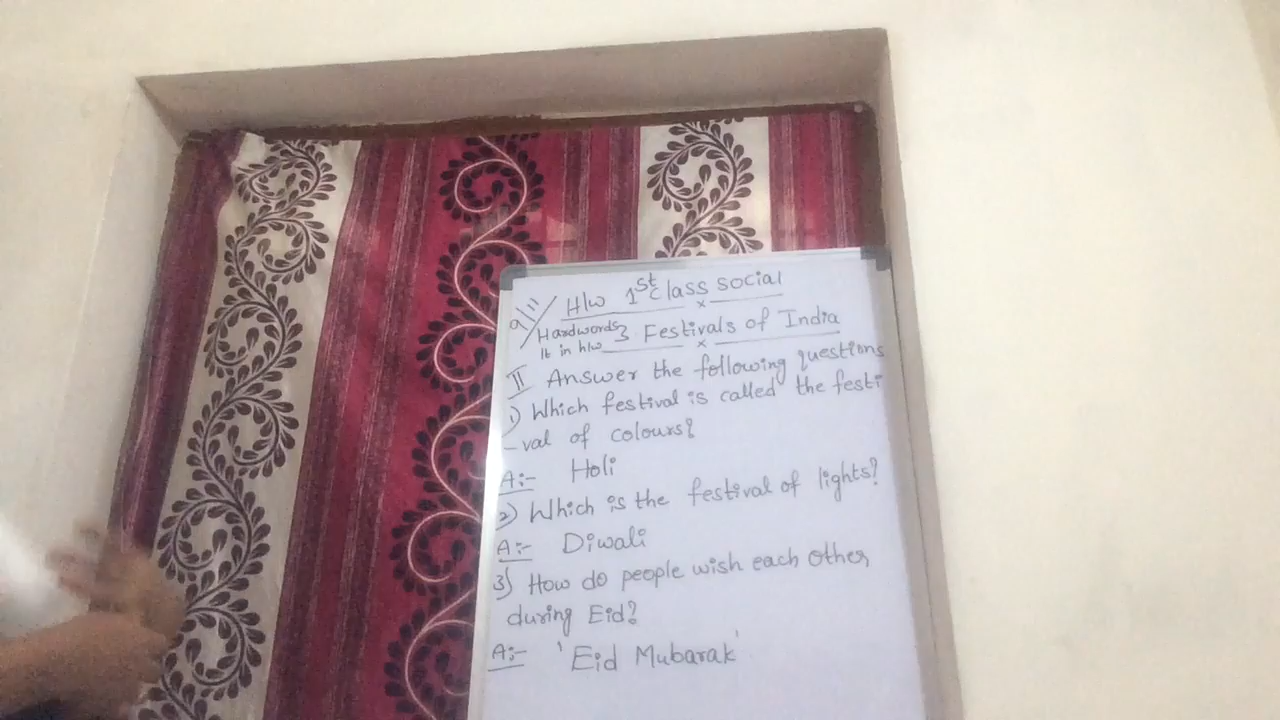 9/11 H/w 1st Class Social
Hardwords 3. Festivals of India
It in h/w
II Answer the following questions
1) Which festival is called the festi
-val of colours?
A:- Holi
2) Which is the festival of lights?
A:- Diwali
3) How do people wish each other,
during Eid?
A:- 'Eid Mubarak'